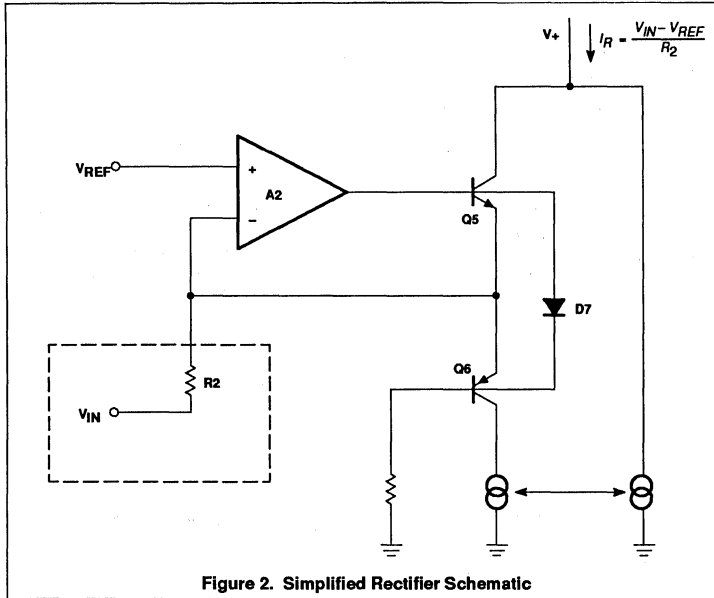 V+
I_R = V_IN – V_REF / R_2
V_REF
+
A2
–
Q5
D7
Q6
R2
V_IN
Figure 2. Simplified Rectifier Schematic